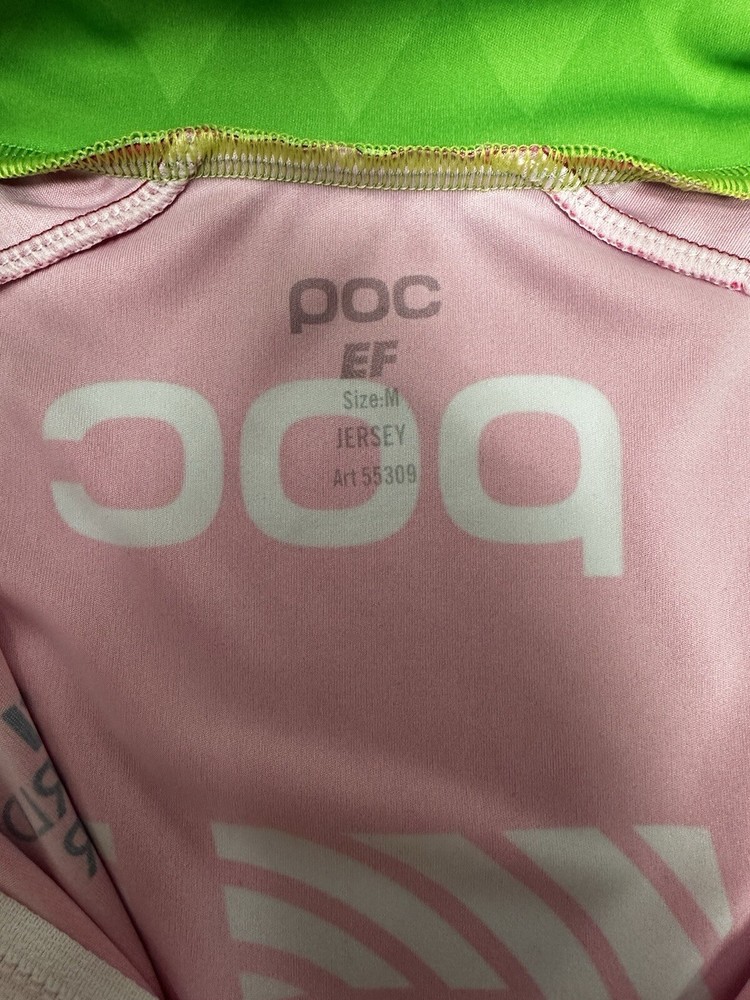 POC
EF
Size:M
poc
JERSEY
Art 55309